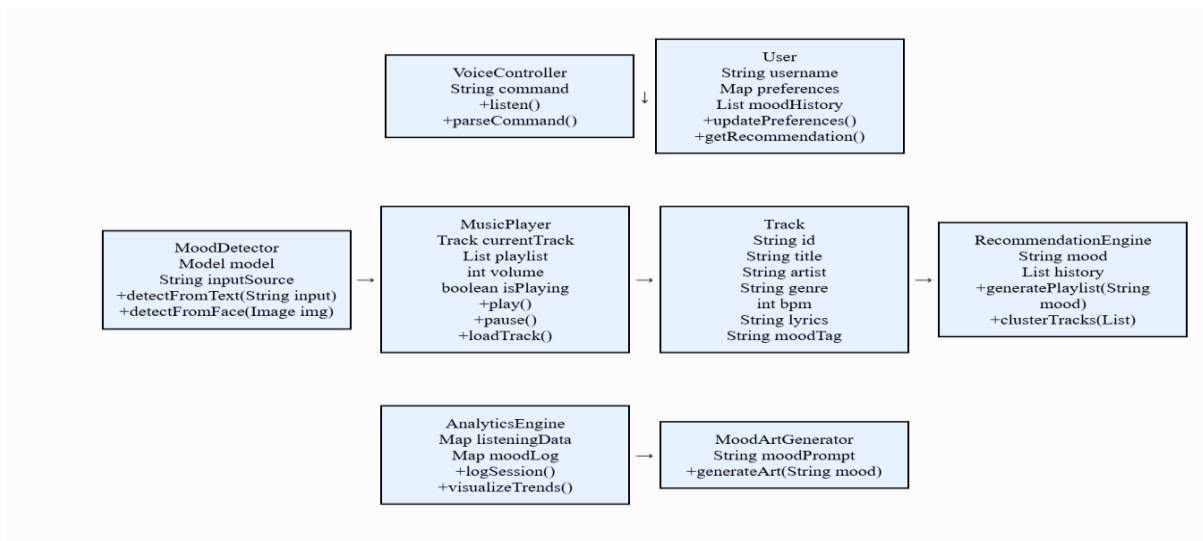 VoiceController
String command
+listen()
+parseCommand()
↓
User
String username
Map preferences
List moodHistory
+updatePreferences()
+getRecommendation()
MoodDetector
Model model
String inputSource
+detectFromText(String input)
+detectFromFace(Image img)
→
MusicPlayer
Track currentTrack
List playlist
int volume
boolean isPlaying
+play()
+pause()
+loadTrack()
→
Track
String id
String title
String artist
String genre
int bpm
String lyrics
String moodTag
→
RecommendationEngine
String mood
List history
+generatePlaylist(String
mood)
+clusterTracks(List)
AnalyticsEngine
Map listeningData
Map moodLog
+logSession()
+visualizeTrends()
→
MoodArtGenerator
String moodPrompt
+generateArt(String mood)